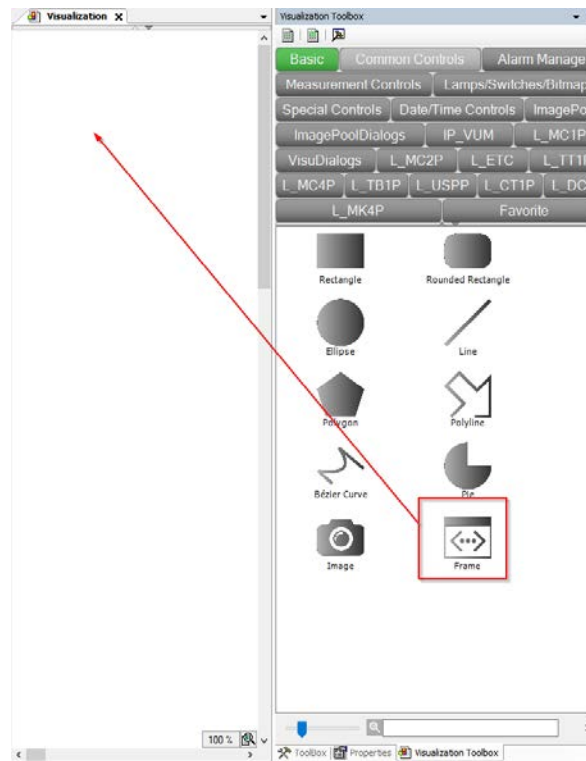 Visualization X
Visualization Toolbox
Basic Common Controls Alarm Manage
Measurement Controls Lamps/Switches/Bitmap
Special Controls Date/Time Controls ImagePo
ImagePoolDialogs IP_VUM L_MC1P
VisuDialogs L_MC2P L_ETC L_TT1P
L_MC4P L_TB1P L_USPP L_CT1P L_DC
L_MK4P Favorite
Rectangle Rounded Rectangle
Ellipse Line
Polygon Polyline
Bézier Curve Pie
Image Frame
100 %
ToolBox Properties Visualization Toolbox